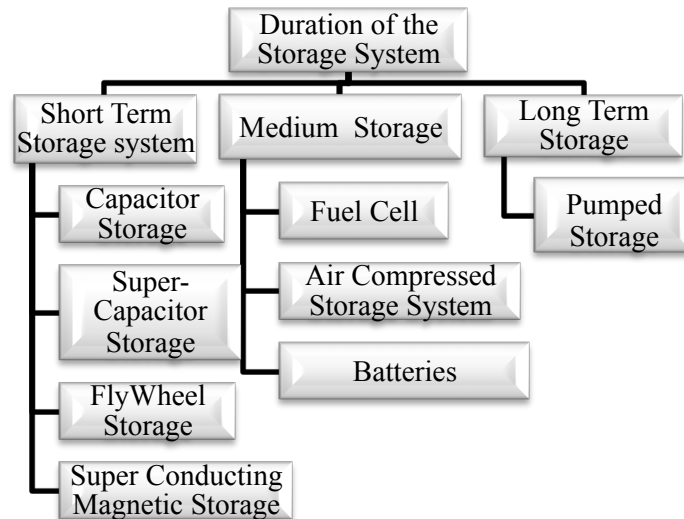 Duration of the
Storage System
Short Term
Storage system
Capacitor
Storage
Super-
Capacitor
Storage
FlyWheel
Storage
Super Conducting
Magnetic Storage
Medium Storage
Fuel Cell
Air Compressed
Storage System
Batteries
Long Term
Storage
Pumped
Storage